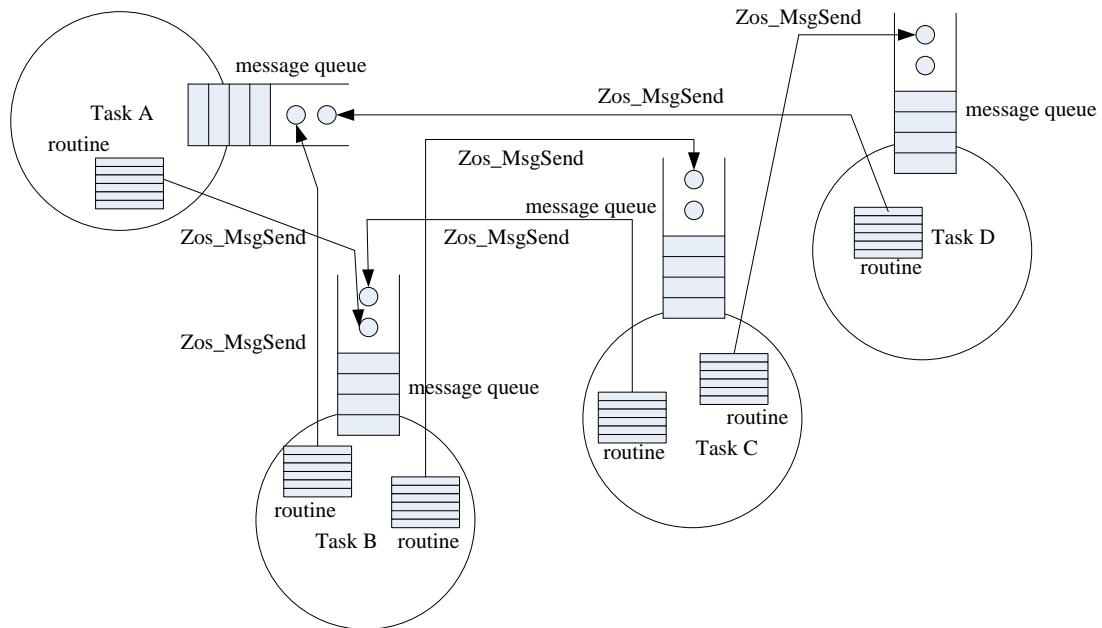 Zos_MsgSend
message queue
Zos_MsgSend
message queue
Task A
routine
Zos_MsgSend
message queue
Zos_MsgSend
Zos_MsgSend
Task D
routine
Zos_MsgSend
message queue
routine
routine
Task C
routine
Task B
routine